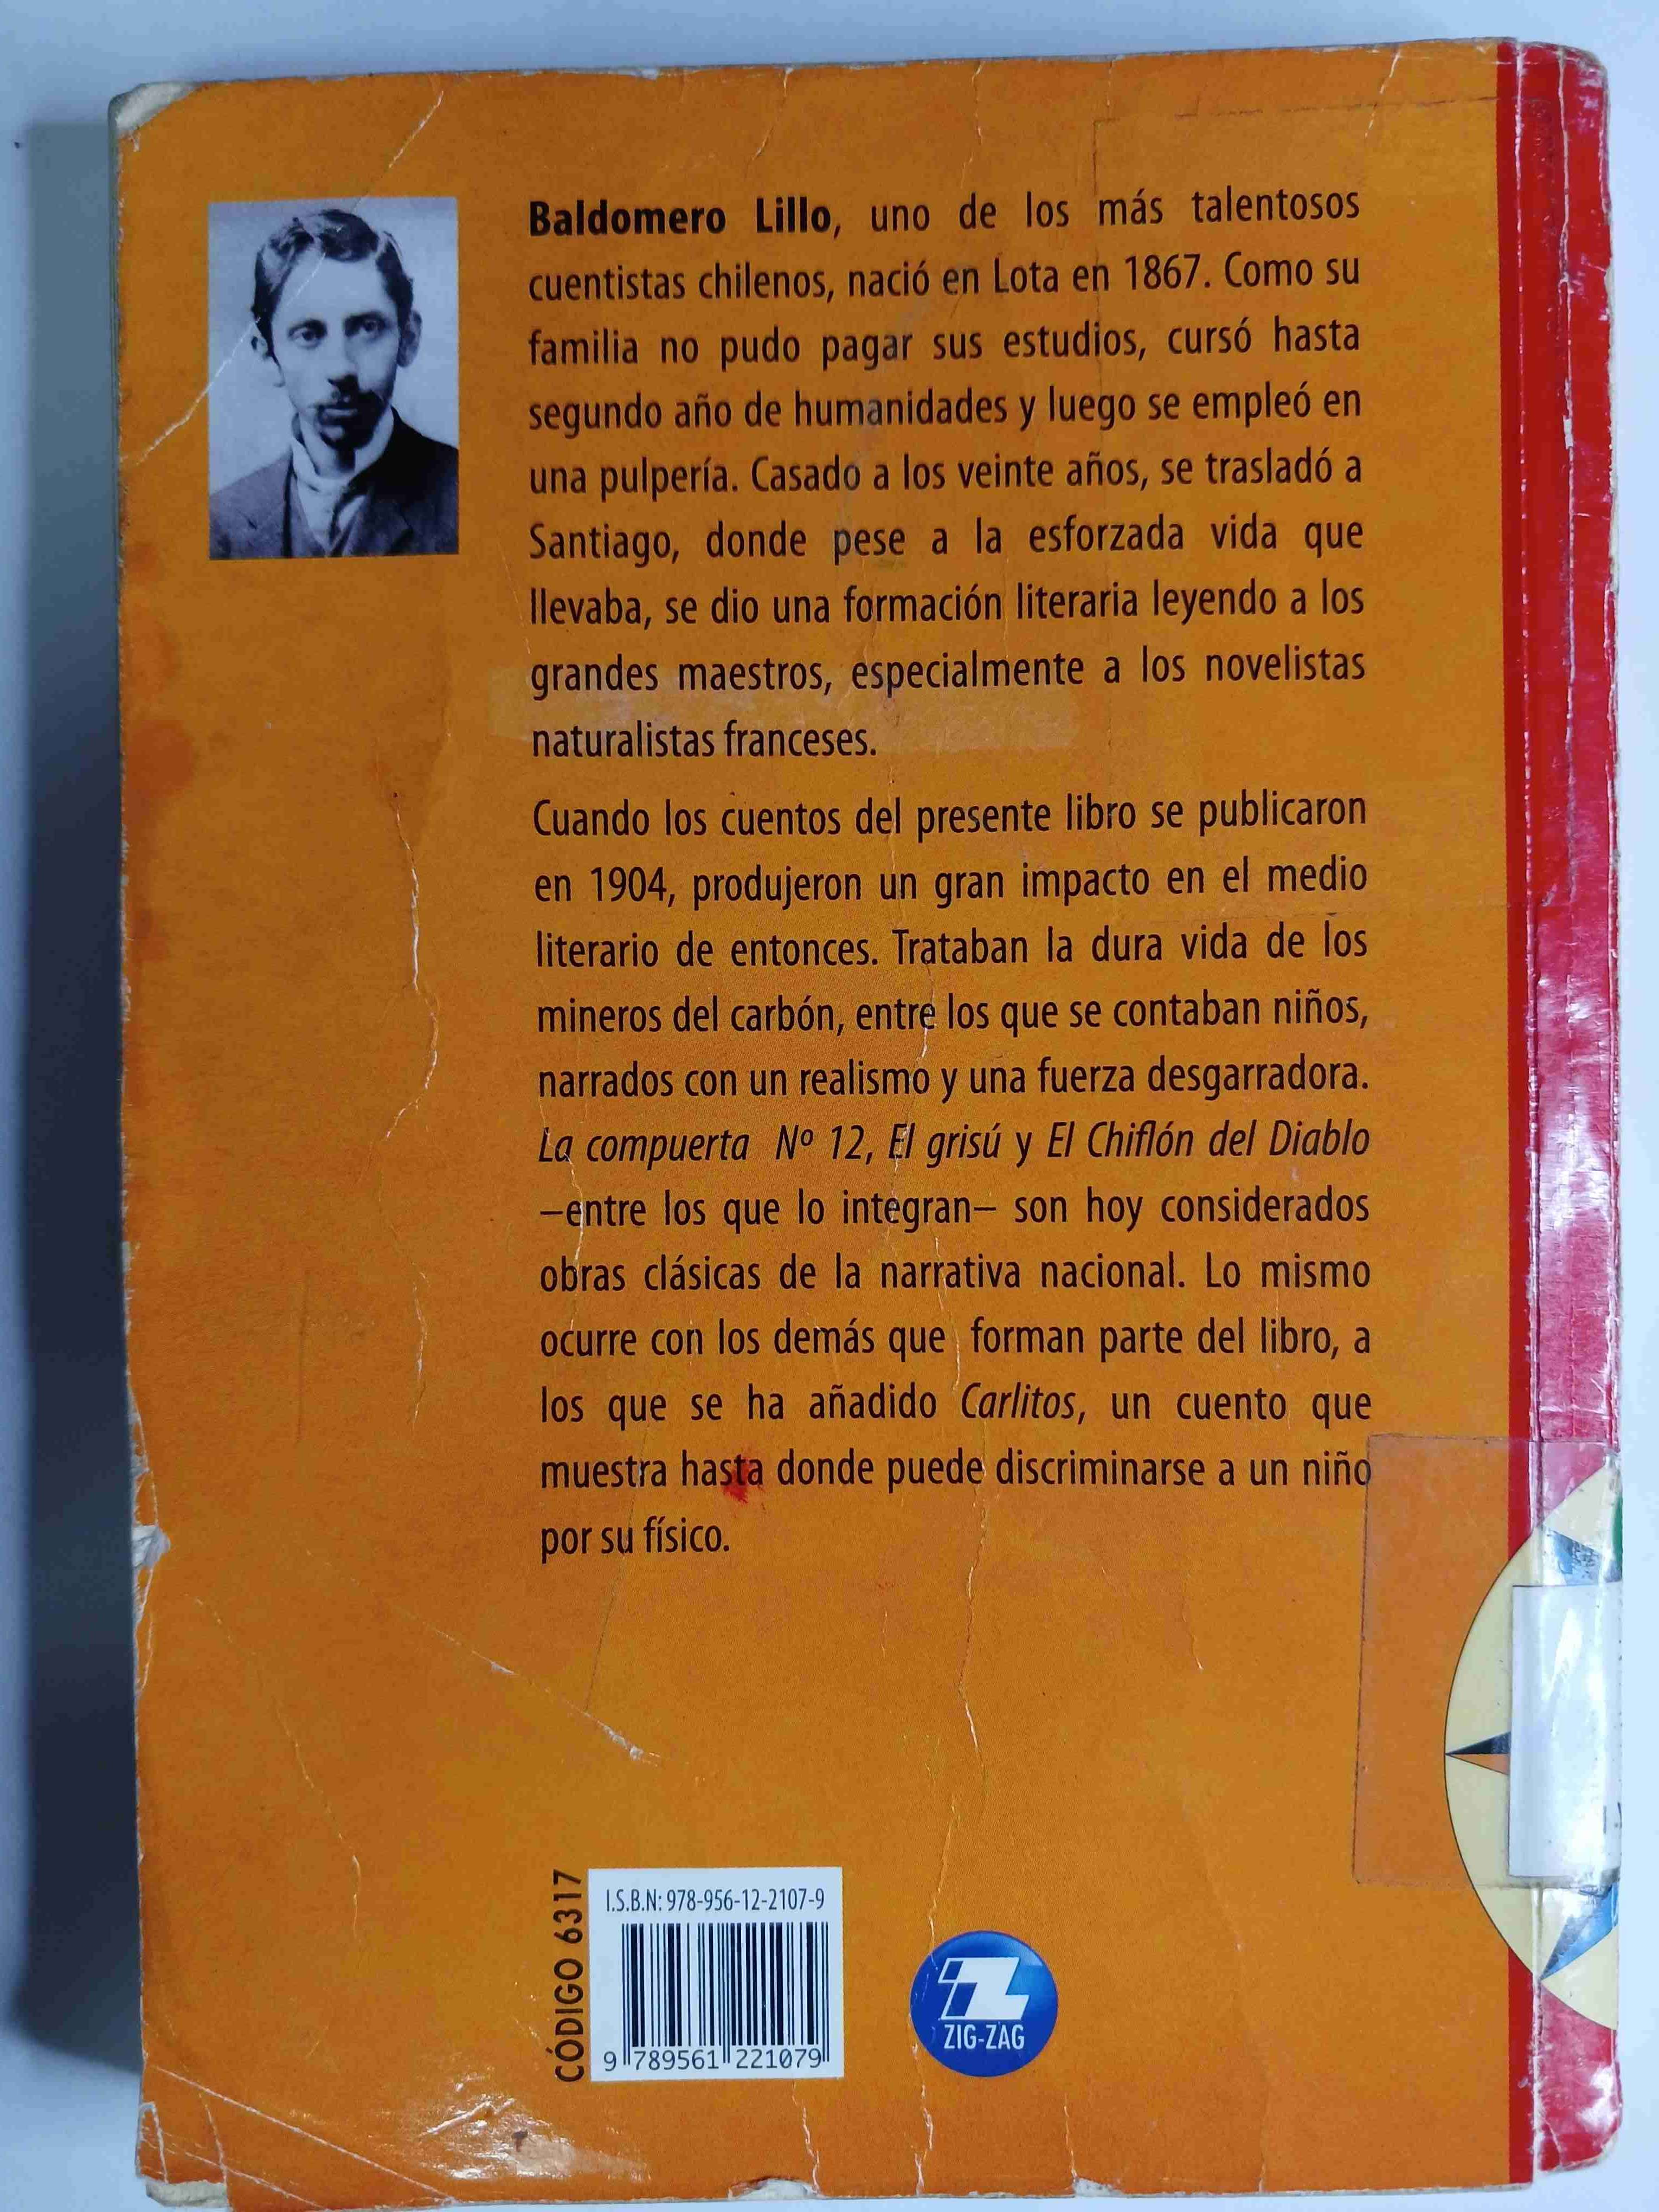 Baldomero Lillo, uno de los más talentosos
cuentistas chilenos, nació en Lota en 1867. Como su
familia no pudo pagar sus estudios, cursó hasta
segundo año de humanidades y luego se empleó en
una pulpería. Casado a los veinte años, se trasladó a
Santiago, donde pese a la esforzada vida que
llevaba, se dio una formación literaria leyendo a los
grandes maestros, especialmente a los novelistas
naturalistas franceses.
Cuando los cuentos del presente libro se publicaron
en 1904, produjeron un gran impacto en el medio
literario de entonces. Trataban la dura vida de los
mineros del carbón, entre los que se contaban niños,
narrados con un realismo y una fuerza desgarradora.
La compuerta Nº 12, El grisú y El Chiflón del Diablo
–entre los que lo integran– son hoy considerados
obras clásicas de la narrativa nacional. Lo mismo
ocurre con los demás que forman parte del libro, a
los que se ha añadido Carlitos, un cuento que
muestra hasta donde puede discriminarse a un niño
por su físico.
CÓDIGO 6317
I.S.B.N: 978-956-12-2107-9
9 789561 221079
ZIG-ZAG